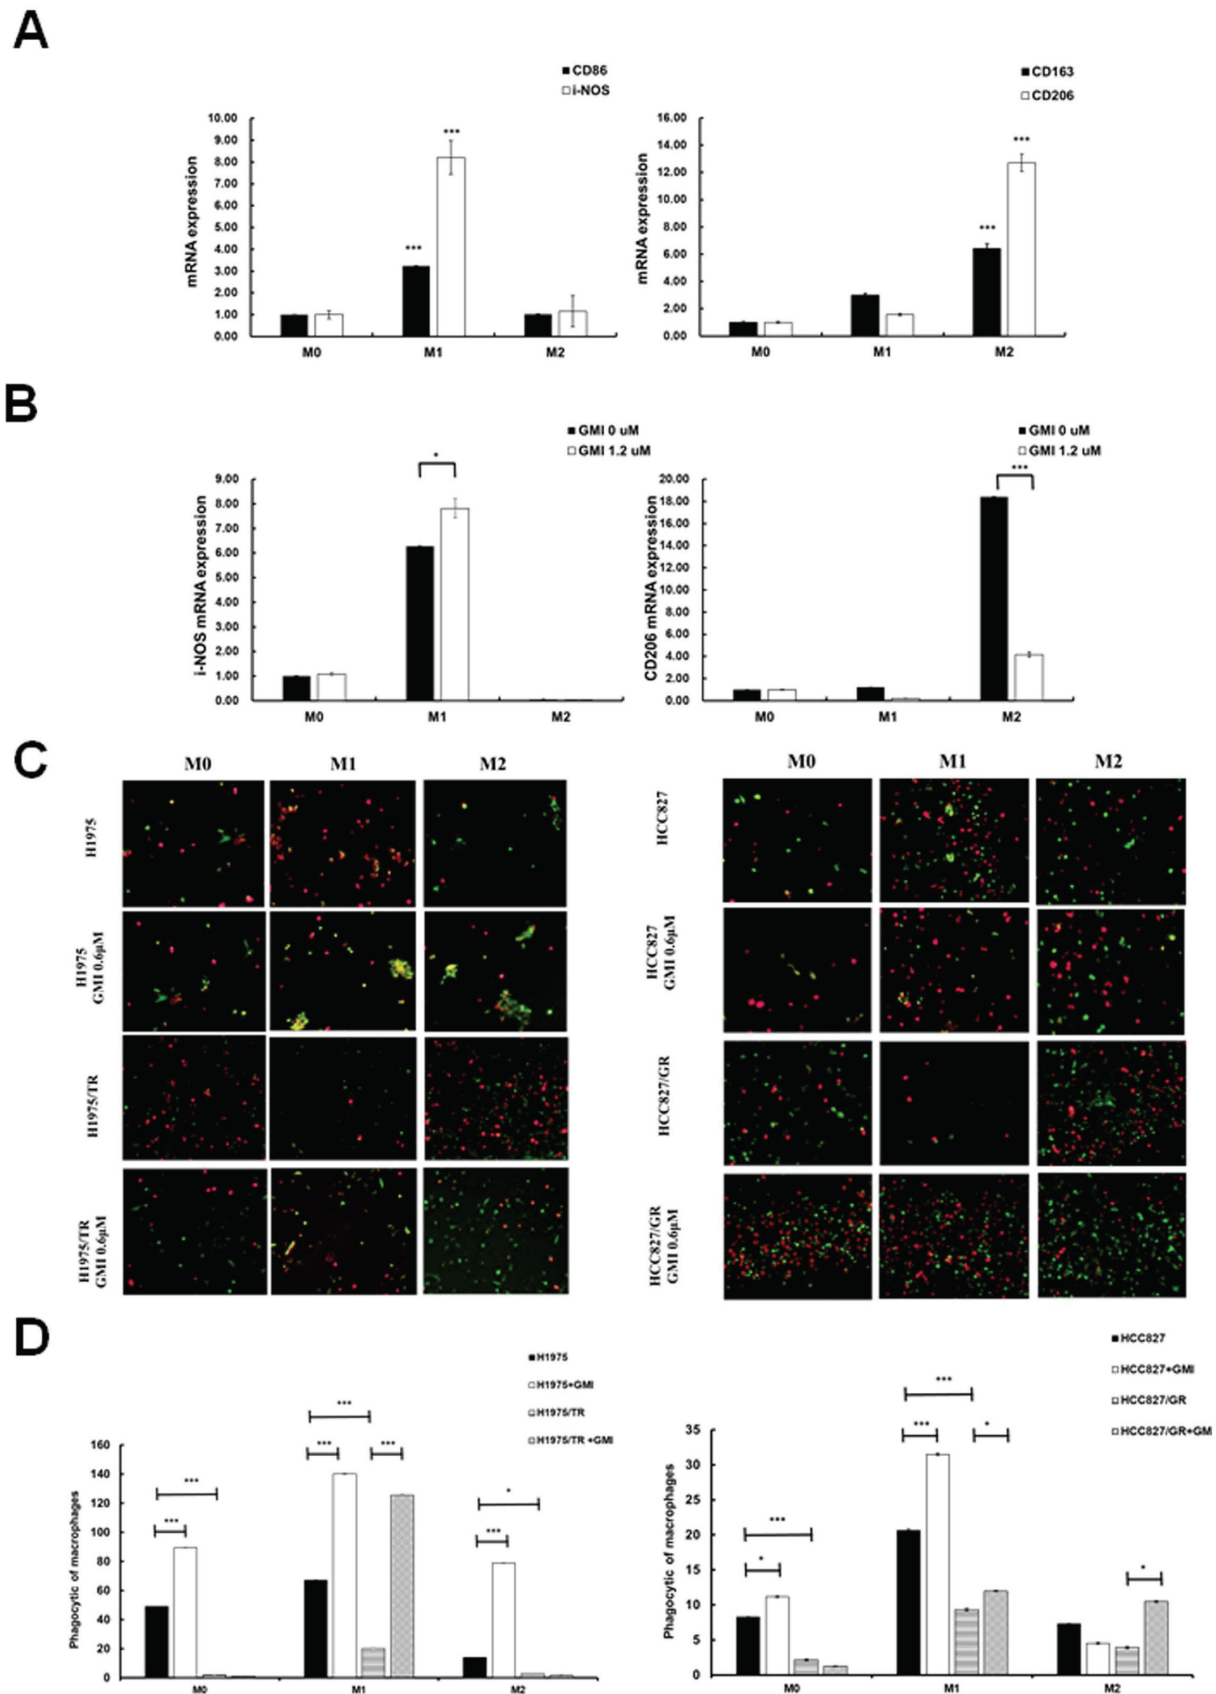 A
CD86
i-NOS
mRNA expression
10.00
9.00
8.00
7.00
6.00
5.00
4.00
3.00
2.00
1.00
0.00
***
***
M0 M1 M2
CD163
CD206
mRNA expression
16.00
14.00
12.00
10.00
8.00
6.00
4.00
2.00
0.00
***
***
M0 M1 M2
B
GMI 0 uM
GMI 1.2 uM
i-NOS mRNA expression
9.00
8.00
7.00
6.00
5.00
4.00
3.00
2.00
1.00
0.00
*
M0 M1 M2
GMI 0 uM
GMI 1.2 uM
CD206 mRNA expression
20.00
18.00
16.00
14.00
12.00
10.00
8.00
6.00
4.00
2.00
0.00
***
M0 M1 M2
C
M0 M1 M2
H1975
H1975
GMI 0.6µM
H1975/TR
H1975/TR
GMI 0.6µM
M0 M1 M2
HCC827
HCC827
GMI 0.6µM
HCC827/GR
HCC827/GR
GMI 0.6µM
D
H1975
H1975+GMI
H1975/TR
H1975/TR +GMI
Phagocytic of macrophages
160
140
120
100
80
60
40
20
0
***
***
***
***
***
*
***
M0 M1 M2
HCC827
HCC827+GMI
HCC827/GR
HCC827/GR+GM
Phagocytic of macrophages
35
30
25
20
15
10
5
0
***
*
***
***
*
*
M0 M1 M2